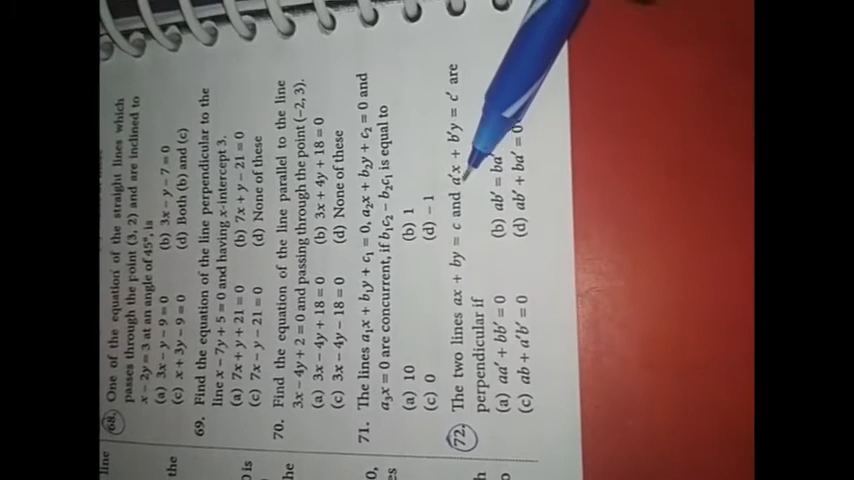 line
the
0 is
he
0,
es
h
o
68. One of the equation of the straight lines which
passes through the point (3, 2) and are inclined to
x − 2y = 3 at an angle of 45°, is
(a) 3x − y − 9 = 0 (b) 3x − y − 7 = 0
(c) x + 3y − 9 = 0 (d) Both (b) and (c)
69. Find the equation of the line perpendicular to the
line x − 7y + 5 = 0 and having x-intercept 3.
(a) 7x + y + 21 = 0 (b) 7x + y − 21 = 0
(c) 7x − y − 21 = 0 (d) None of these
70. Find the equation of the line parallel to the line
3x − 4y + 2 = 0 and passing through the point (−2, 3).
(a) 3x − 4y + 18 = 0 (b) 3x + 4y + 18 = 0
(c) 3x − 4y − 18 = 0 (d) None of these
71. The lines a₁x + b₁y + c₁ = 0, a₂x + b₂y + c₂ = 0 and
a₃x = 0 are concurrent, if b₁c₂ − b₂c₁ is equal to
(a) 10 (b) 1
(c) 0 (d) − 1
72. The two lines ax + by = c and a′x + b′y = c′ are
perpendicular if
(a) aa′ + bb′ = 0 (b) ab′ = ba′
(c) ab + a′b′ = 0 (d) ab′ + ba′ = 0